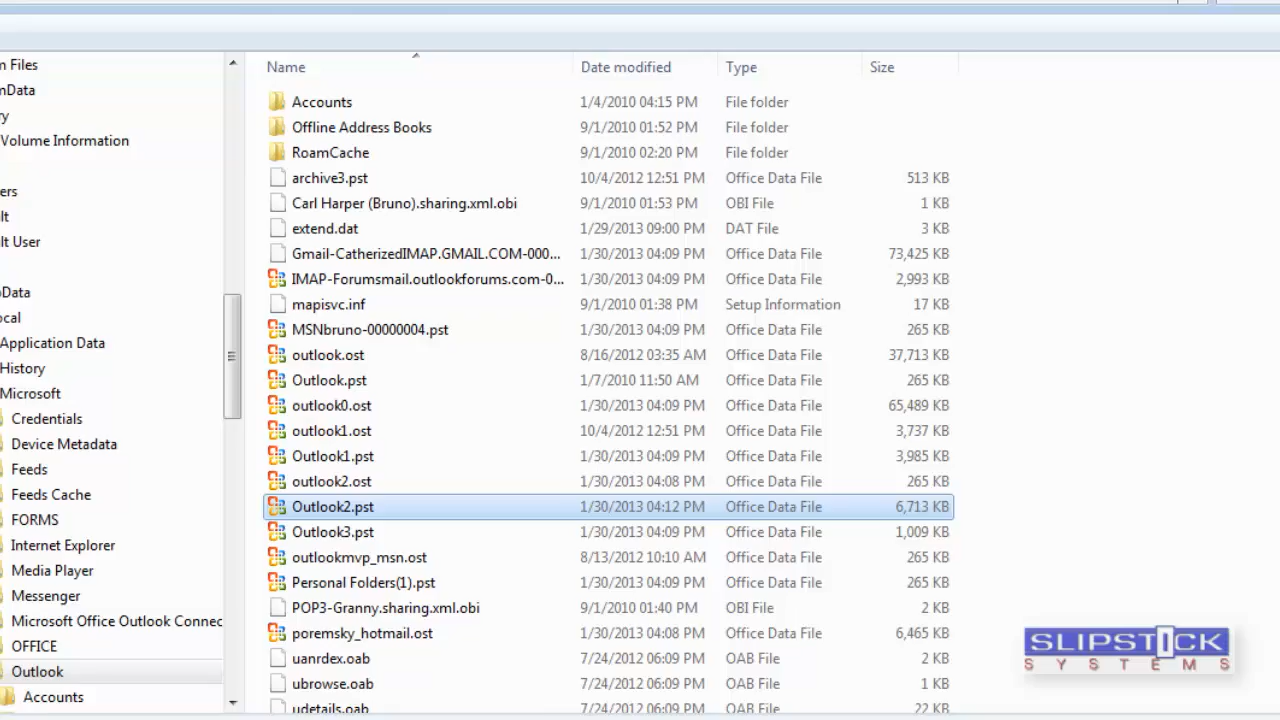 n Files
nData
ry
Volume Information
ers
lt
lt User
oData
ocal
Application Data
History
Microsoft
Credentials
Device Metadata
Feeds
Feeds Cache
FORMS
Internet Explorer
Media Player
Messenger
Microsoft Office Outlook Connec
OFFICE
Outlook
Accounts
Name Date modified Type Size
Accounts 1/4/2010 04:15 PM File folder
Offline Address Books 9/1/2010 01:52 PM File folder
RoamCache 9/1/2010 02:20 PM File folder
archive3.pst 10/4/2012 12:51 PM Office Data File 513 KB
Carl Harper (Bruno).sharing.xml.obi 9/1/2010 01:53 PM OBI File 1 KB
extend.dat 1/29/2013 09:00 PM DAT File 3 KB
Gmail-CatherizedIMAP.GMAIL.COM-000... 1/30/2013 04:09 PM Office Data File 73,425 KB
IMAP-Forumsmail.outlookforums.com-0... 1/30/2013 04:09 PM Office Data File 2,993 KB
mapisvc.inf 9/1/2010 01:38 PM Setup Information 17 KB
MSNbruno-00000004.pst 1/30/2013 04:09 PM Office Data File 265 KB
outlook.ost 8/16/2012 03:35 AM Office Data File 37,713 KB
Outlook.pst 1/7/2010 11:50 AM Office Data File 265 KB
outlook0.ost 1/30/2013 04:09 PM Office Data File 65,489 KB
outlook1.ost 10/4/2012 12:51 PM Office Data File 3,737 KB
Outlook1.pst 1/30/2013 04:09 PM Office Data File 3,985 KB
outlook2.ost 1/30/2013 04:08 PM Office Data File 265 KB
Outlook2.pst 1/30/2013 04:12 PM Office Data File 6,713 KB
Outlook3.pst 1/30/2013 04:09 PM Office Data File 1,009 KB
outlookmvp_msn.ost 8/13/2012 10:10 AM Office Data File 265 KB
Personal Folders(1).pst 1/30/2013 04:09 PM Office Data File 265 KB
POP3-Granny.sharing.xml.obi 9/1/2010 01:40 PM OBI File 2 KB
poremsky_hotmail.ost 1/30/2013 04:08 PM Office Data File 6,465 KB
uanrdex.oab 7/24/2012 06:09 PM OAB File 2 KB
ubrowse.oab 7/24/2012 06:09 PM OAB File 1 KB
udetails.oab 7/24/2012 06:09 PM OAB File 22 KB
SLIPSTICK
SYSTEMS